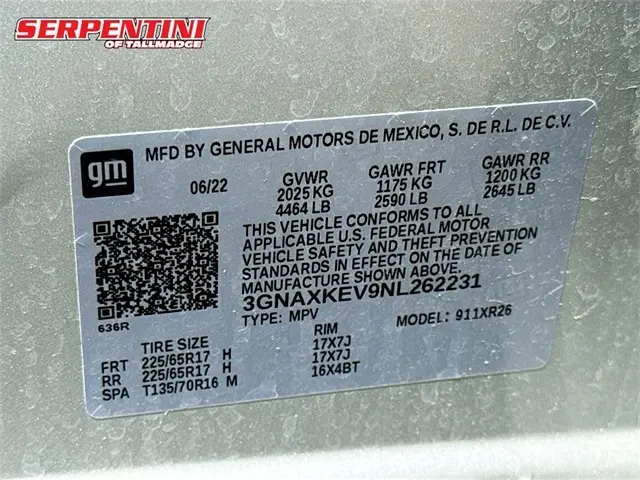 SERPENTINI
OF TALLMADGE
gm
MFD BY GENERAL MOTORS DE MEXICO, S. DE R.L. DE C.V.
06/22 GVWR GAWR FRT GAWR RR
2025 KG 1175 KG 1200 KG
4464 LB 2590 LB 2645 LB
THIS VEHICLE CONFORMS TO ALL
APPLICABLE U.S. FEDERAL MOTOR
VEHICLE SAFETY AND THEFT PREVENTION
STANDARDS IN EFFECT ON THE DATE OF
MANUFACTURE SHOWN ABOVE.
3GNAXKEV9NL262231
TYPE: MPV MODEL: 911XR26
636R
TIRE SIZE RIM
FRT 225/65R17 H 17X7J
RR 225/65R17 H 17X7J
SPA T135/70R16 M 16X4BT